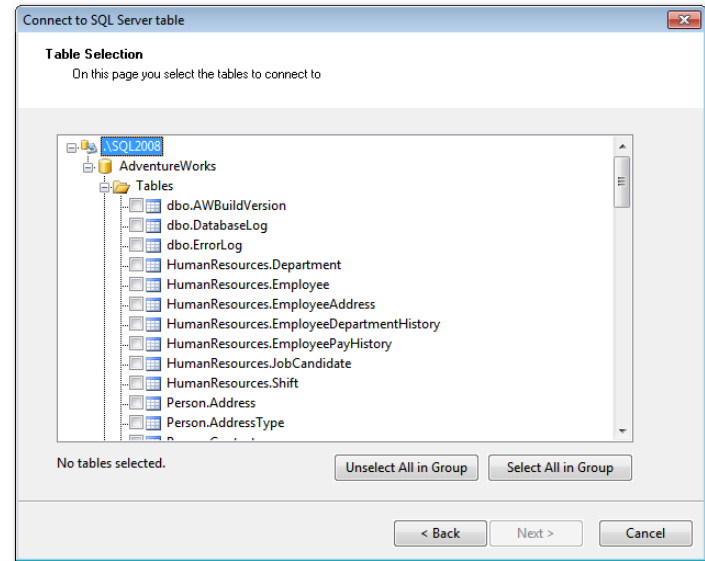 Connect to SQL Server table
Table Selection
On this page you select the tables to connect to
.\SQL2008
AdventureWorks
Tables
dbo.AWBuildVersion
dbo.DatabaseLog
dbo.ErrorLog
HumanResources.Department
HumanResources.Employee
HumanResources.EmployeeAddress
HumanResources.EmployeeDepartmentHistory
HumanResources.EmployeePayHistory
HumanResources.JobCandidate
HumanResources.Shift
Person.Address
Person.AddressType
No tables selected.
Unselect All in Group
Select All in Group
< Back
Next >
Cancel